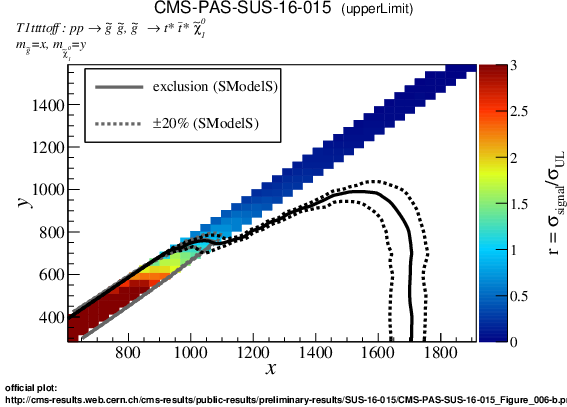 CMS-PAS-SUS-16-015 (upperLimit)
T1ttttoff : pp → g̃ g̃, g̃ → t* t̄* χ̃₁⁰
m_g̃=x, m_χ̃₁⁰=y
exclusion (SModelS)
±20% (SModelS)
y
1400
1200
1000
800
600
400
800
1000
1200
1400
1600
1800
x
3
2.5
2
1.5
1
0.5
0
r = σ_signal/σ_UL
official plot:
http://cms-results.web.cern.ch/cms-results/public-results/preliminary-results/SUS-16-015/CMS-PAS-SUS-16-015_Figure_006-b.p